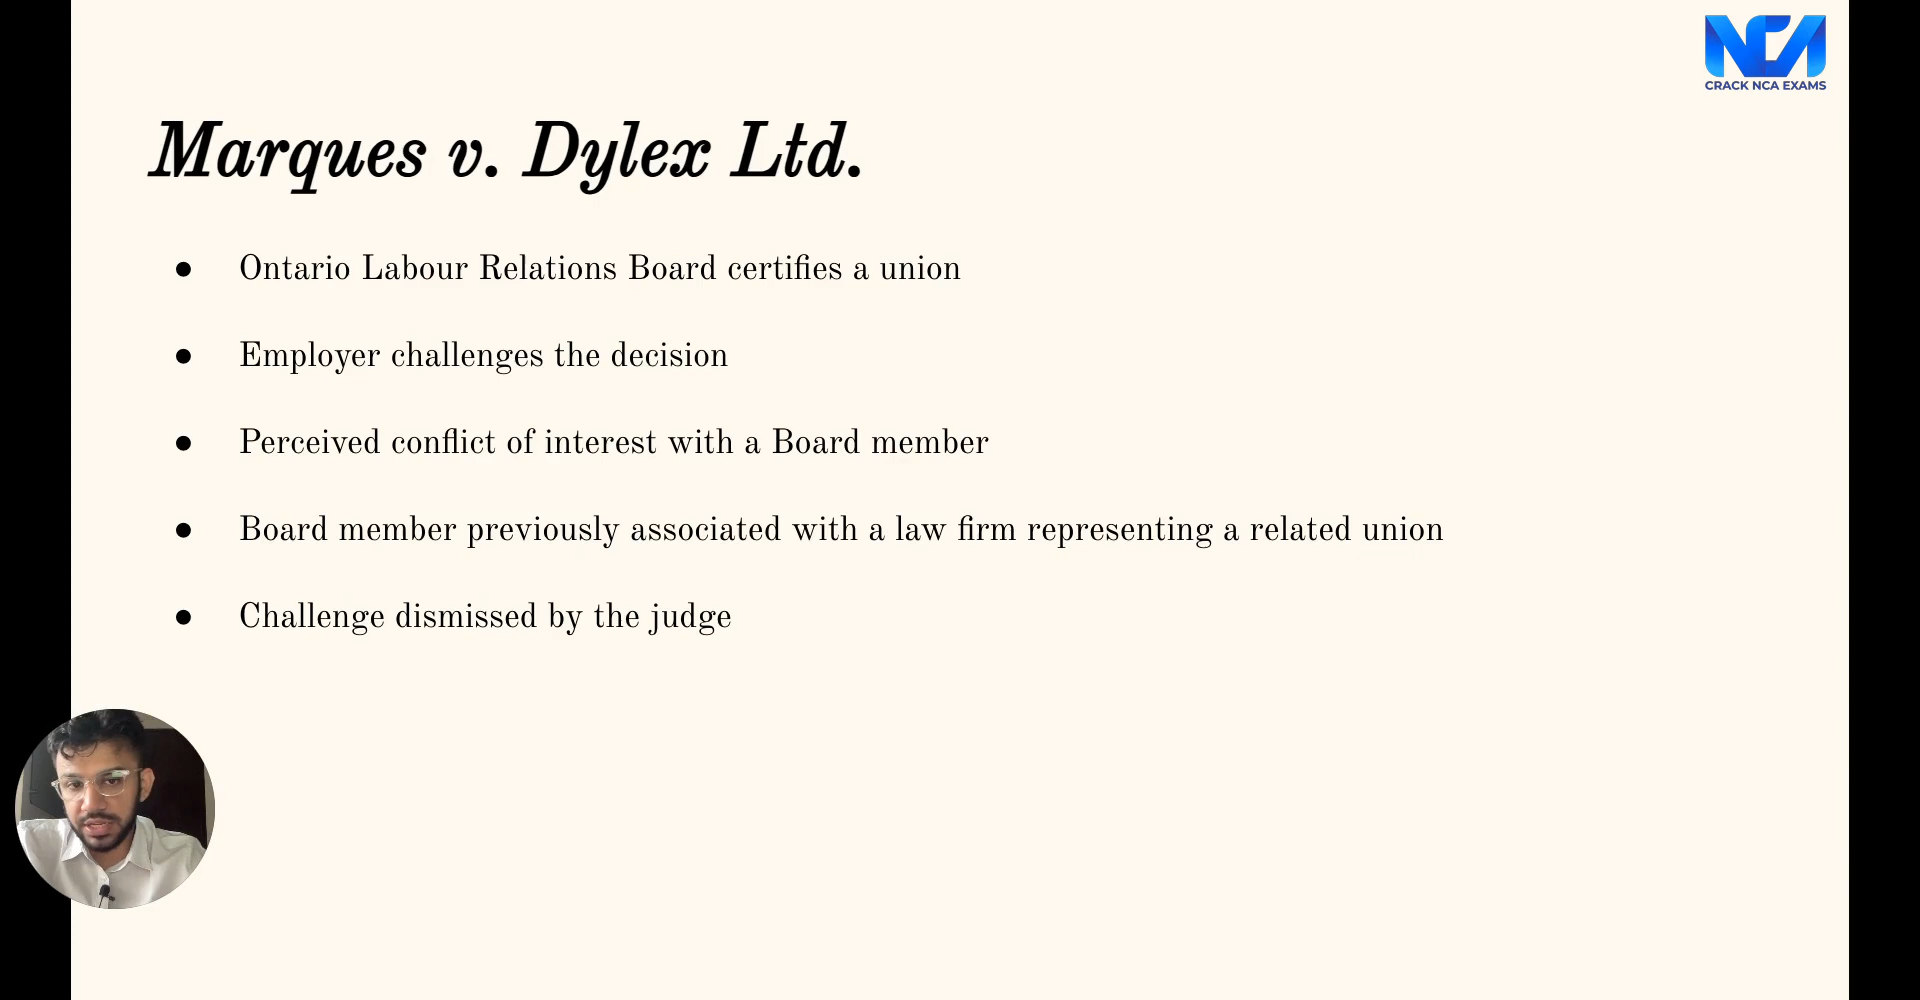 NCA
CRACK NCA EXAMS
Marques v. Dylex Ltd.
● Ontario Labour Relations Board certifies a union
● Employer challenges the decision
● Perceived conflict of interest with a Board member
● Board member previously associated with a law firm representing a related union
● Challenge dismissed by the judge